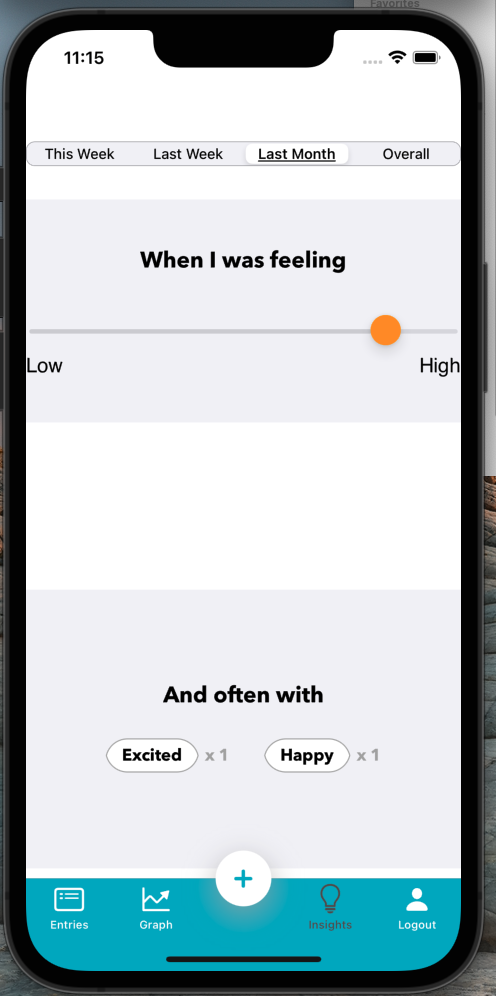 Favorites
11:15
This Week Last Week Last Month Overall
When I was feeling
Low High
And often with
Excited x 1 Happy x 1
+
Entries Graph Insights Logout